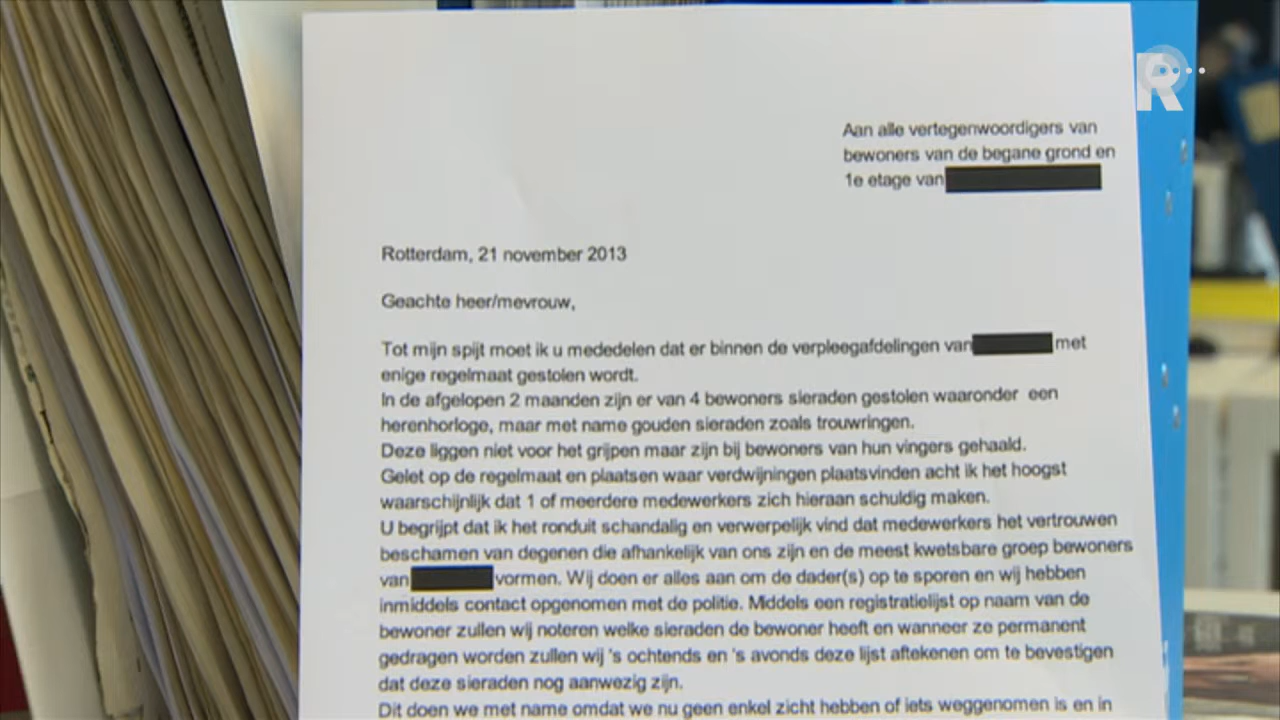 R
Aan alle vertegenwoordigers van
bewoners van de begane grond en
1e etage van
Rotterdam, 21 november 2013
Geachte heer/mevrouw,
Tot mijn spijt moet ik u mededelen dat er binnen de verpleegafdelingen van met
enige regelmaat gestolen wordt.
In de afgelopen 2 maanden zijn er van 4 bewoners sieraden gestolen waaronder een
herenhorloge, maar met name gouden sieraden zoals trouwringen.
Deze liggen niet voor het grijpen maar zijn bij bewoners van hun vingers gehaald.
Gelet op de regelmaat en plaatsen waar verdwijningen plaatsvinden acht ik het hoogst
waarschijnlijk dat 1 of meerdere medewerkers zich hieraan schuldig maken.
U begrijpt dat ik het ronduit schandalig en verwerpelijk vind dat medewerkers het vertrouwen
beschamen van degenen die afhankelijk van ons zijn en de meest kwetsbare groep bewoners
van vormen. Wij doen er alles aan om de dader(s) op te sporen en wij hebben
inmiddels contact opgenomen met de politie. Middels een registratielijst op naam van de
bewoner zullen wij noteren welke sieraden de bewoner heeft en wanneer ze permanent
gedragen worden zullen wij 's ochtends en 's avonds deze lijst aftekenen om te bevestigen
dat deze sieraden nog aanwezig zijn.
Dit doen we met name omdat we nu geen enkel zicht hebben of iets weggenomen is en in